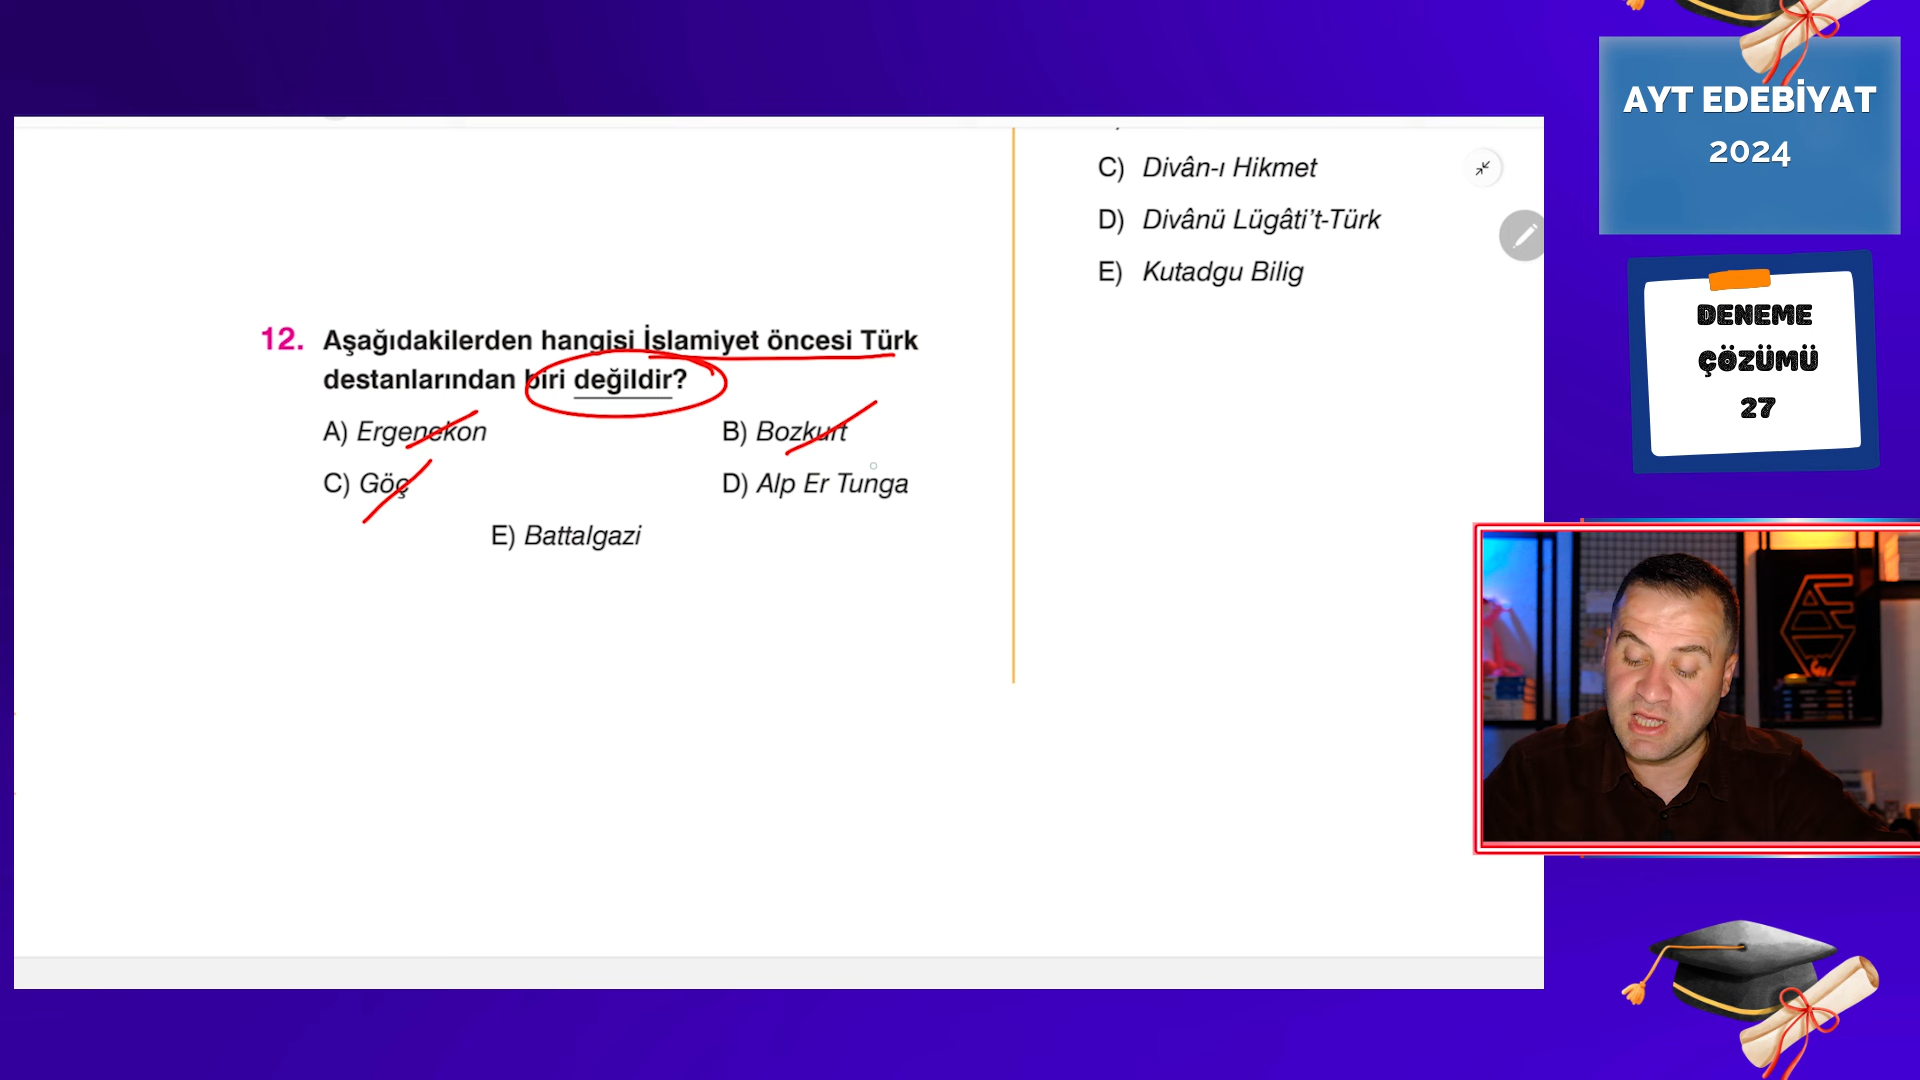 12. Aşağıdakilerden hangisi İslamiyet öncesi Türk
destanlarından biri değildir?
A) Ergenekon
B) Bozkurt
C) Göç
D) Alp Er Tunga
E) Battalgazi
C) Divân-ı Hikmet
D) Divânü Lügâti’t-Türk
E) Kutadgu Bilig
AYT EDEBİYAT
2024
DENEME
ÇÖZÜMÜ
27